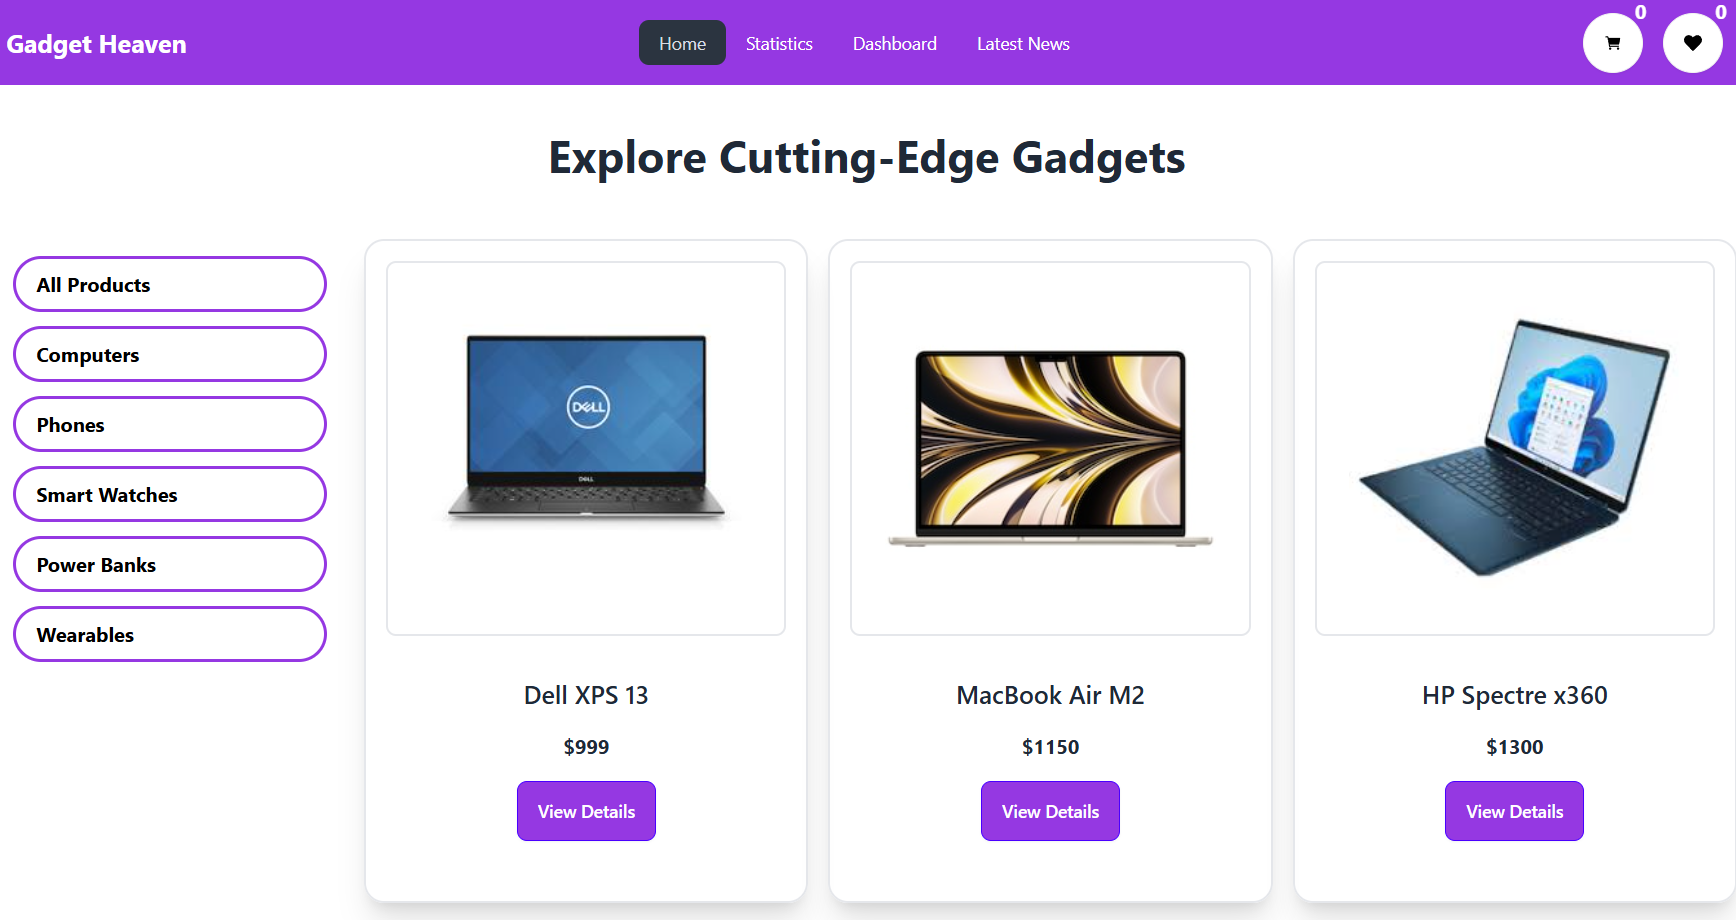 Gadget Heaven
Home
Statistics
Dashboard
Latest News
0
0
Explore Cutting-Edge Gadgets
All Products
Computers
Phones
Smart Watches
Power Banks
Wearables
DELL
DELL
Dell XPS 13
$999
View Details
MacBook Air M2
$1150
View Details
HP Spectre x360
$1300
View Details